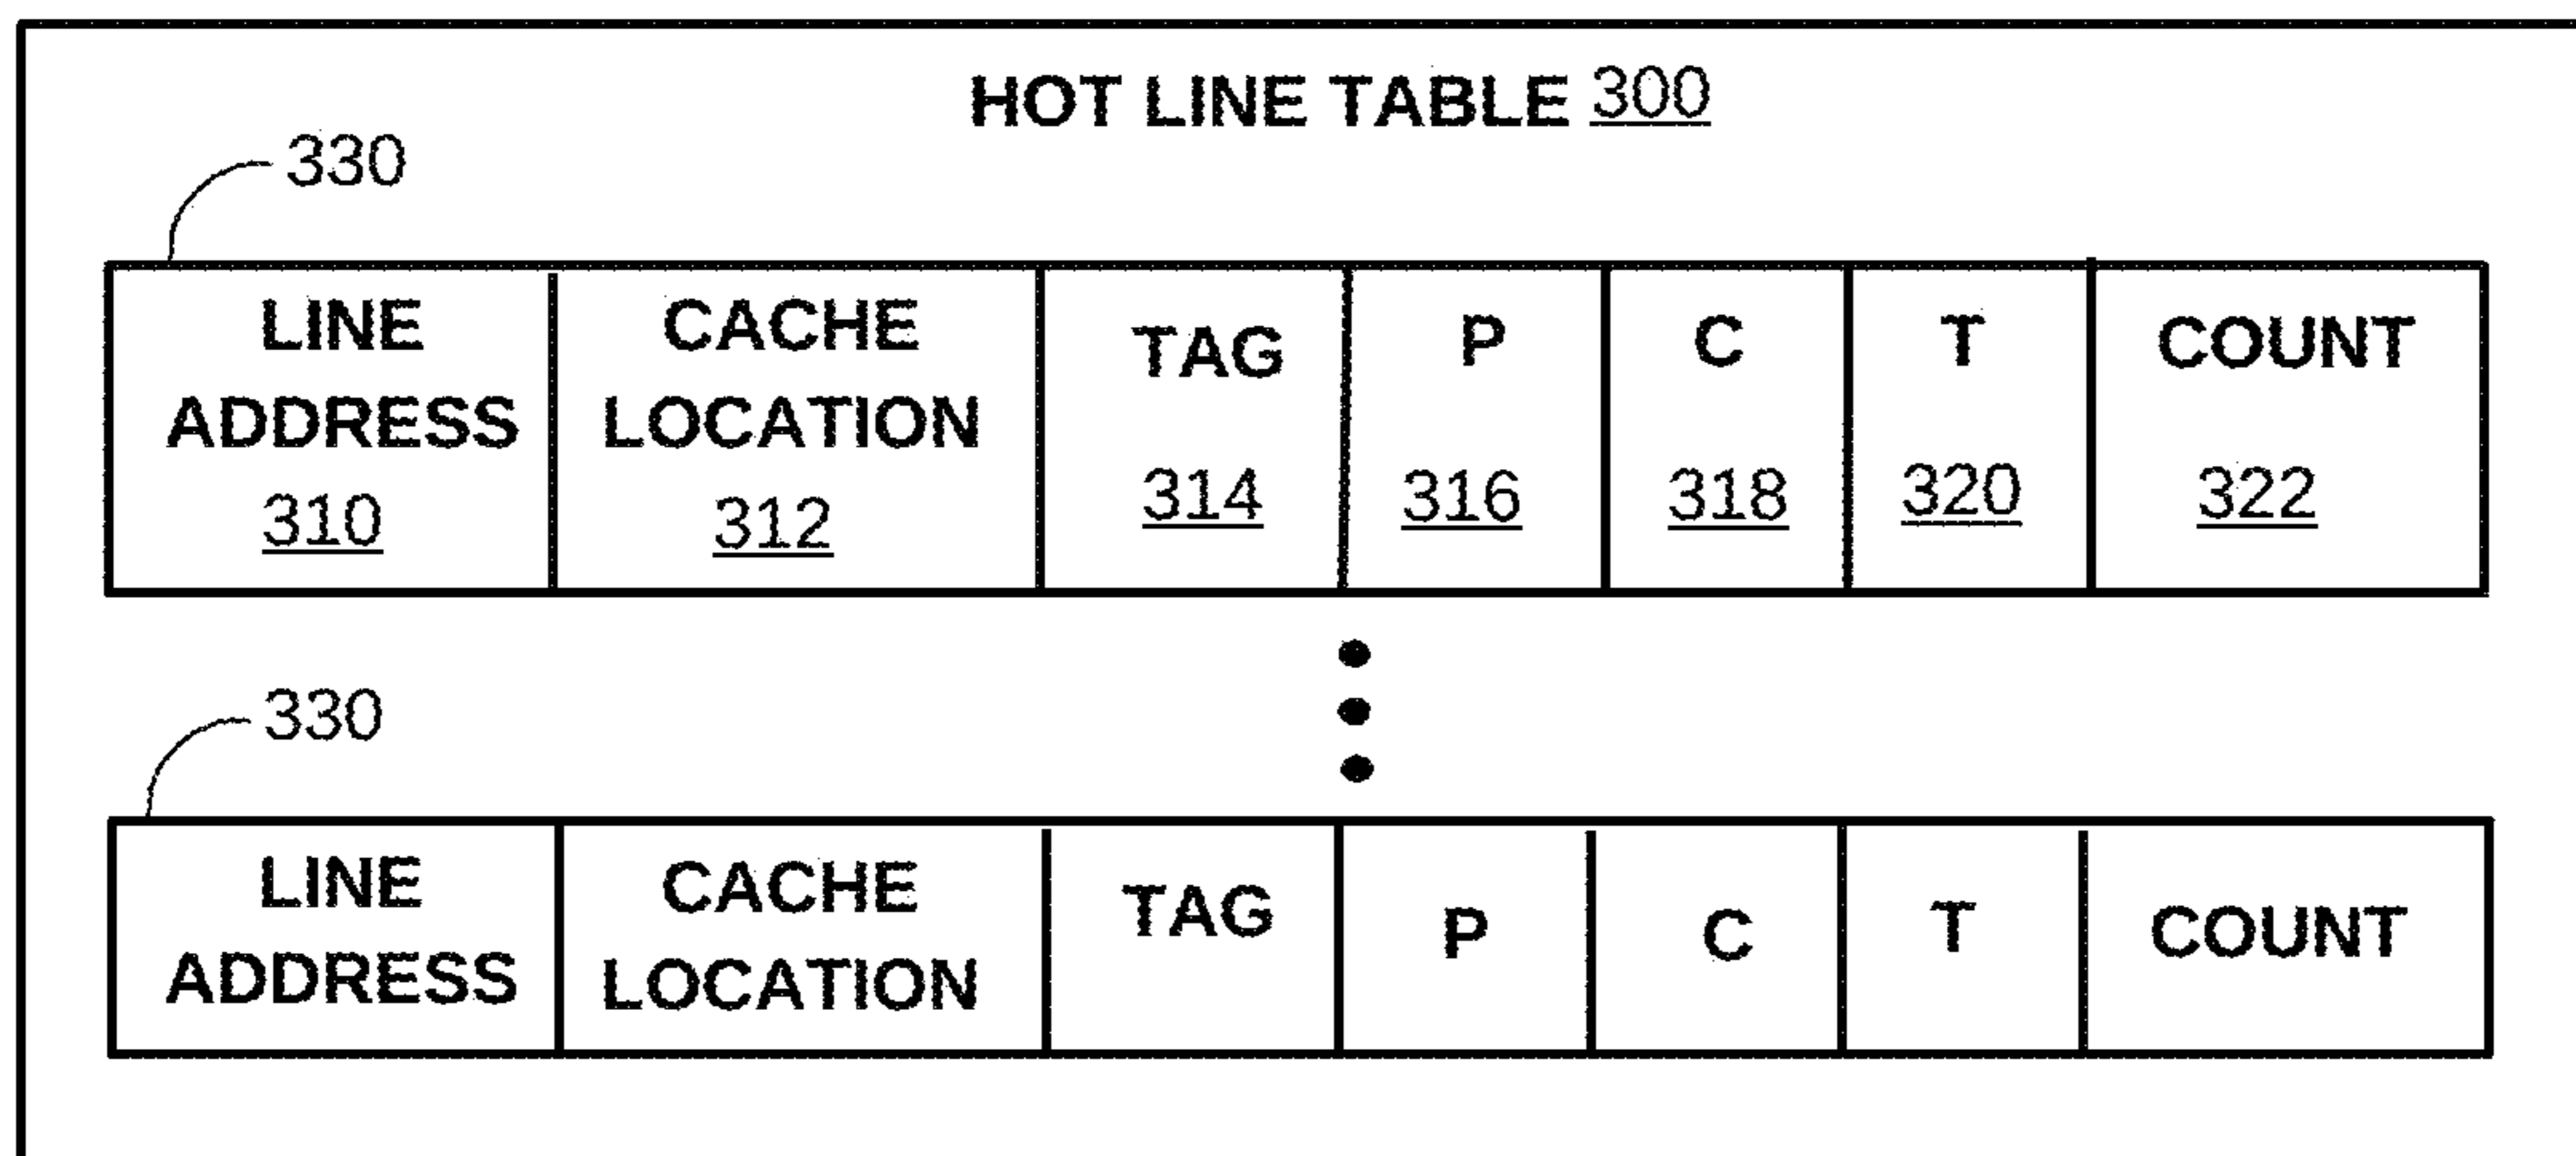 HOT LINE TABLE 300
330
LINE ADDRESS 310
CACHE LOCATION 312
TAG 314
P 316
C 318
T 320
COUNT 322
330
LINE ADDRESS
CACHE LOCATION
TAG
P
C
T
COUNT